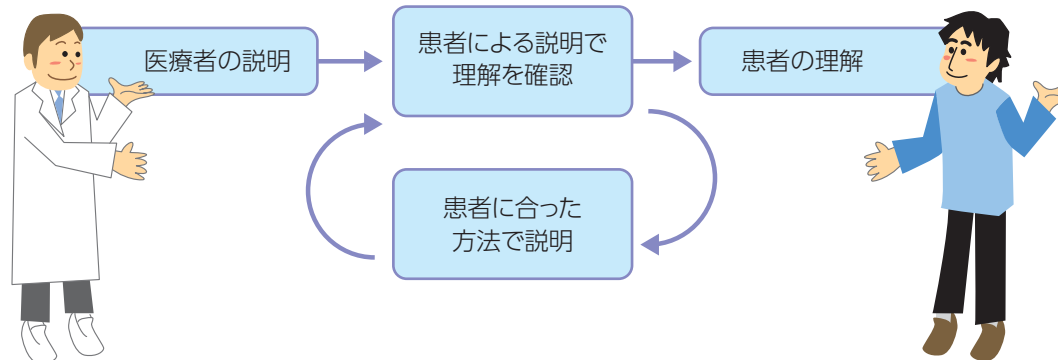 医療者の説明
患者による説明で
理解を確認
患者の理解
患者に合った
方法で説明